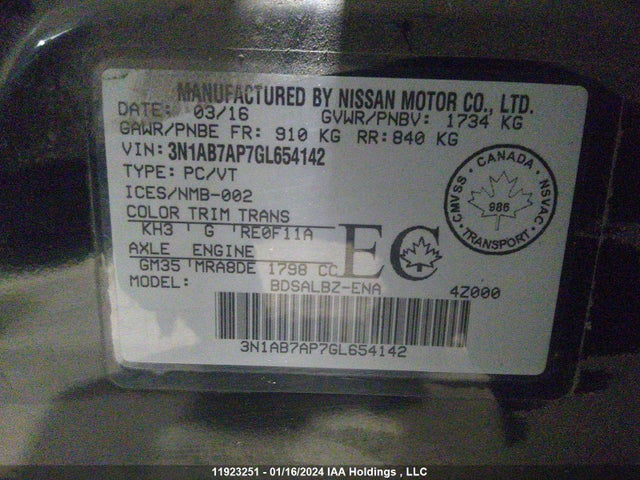 MANUFACTURED BY NISSAN MOTOR CO., LTD.
DATE: 03/16 GVWR/PNBV: 1734 KG
GAWR/PNBE FR: 910 KG RR: 840 KG
VIN: 3N1AB7AP7GL654142
TYPE: PC/VT
ICES/NMB-002
COLOR TRIM TRANS
KH3 G RE0F11A
AXLE ENGINE
GM35 MRA8DE 1798 CC
MODEL: BDSALBZ-ENA 4Z000
EC
CMVSS · CANADA · NSVAC · TRANSPORT ·
986
3N1AB7AP7GL654142
11923251 - 01/16/2024 IAA Holdings , LLC